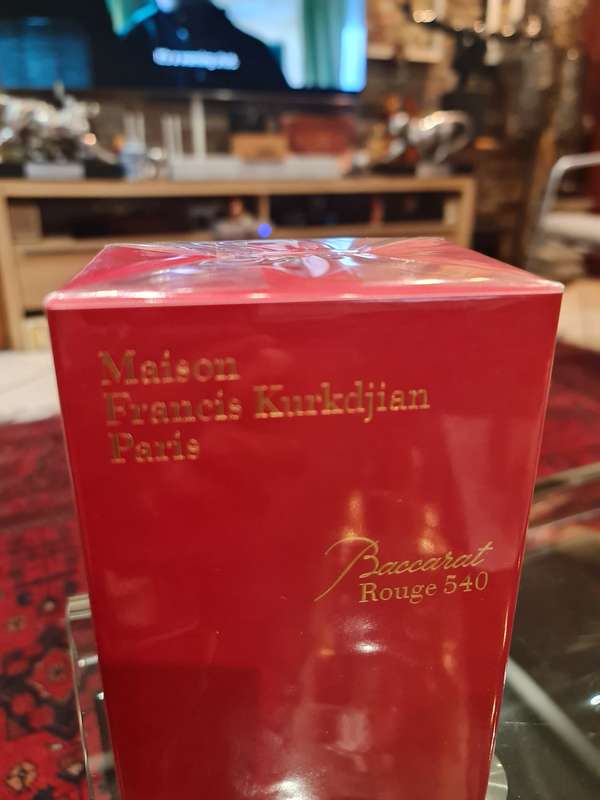 Maison
Francis Kurkdjian
Paris
Baccarat
Rouge 540